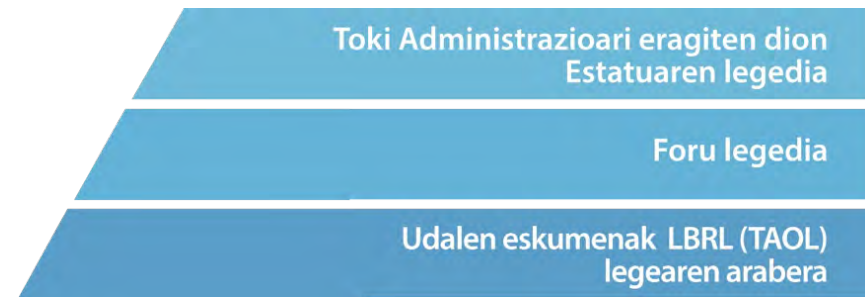 Toki Administrazioari eragiten dion
Estatuaren legedia
Foru legedia
Udalen eskumenak LBRL (TAOL)
legearen arabera